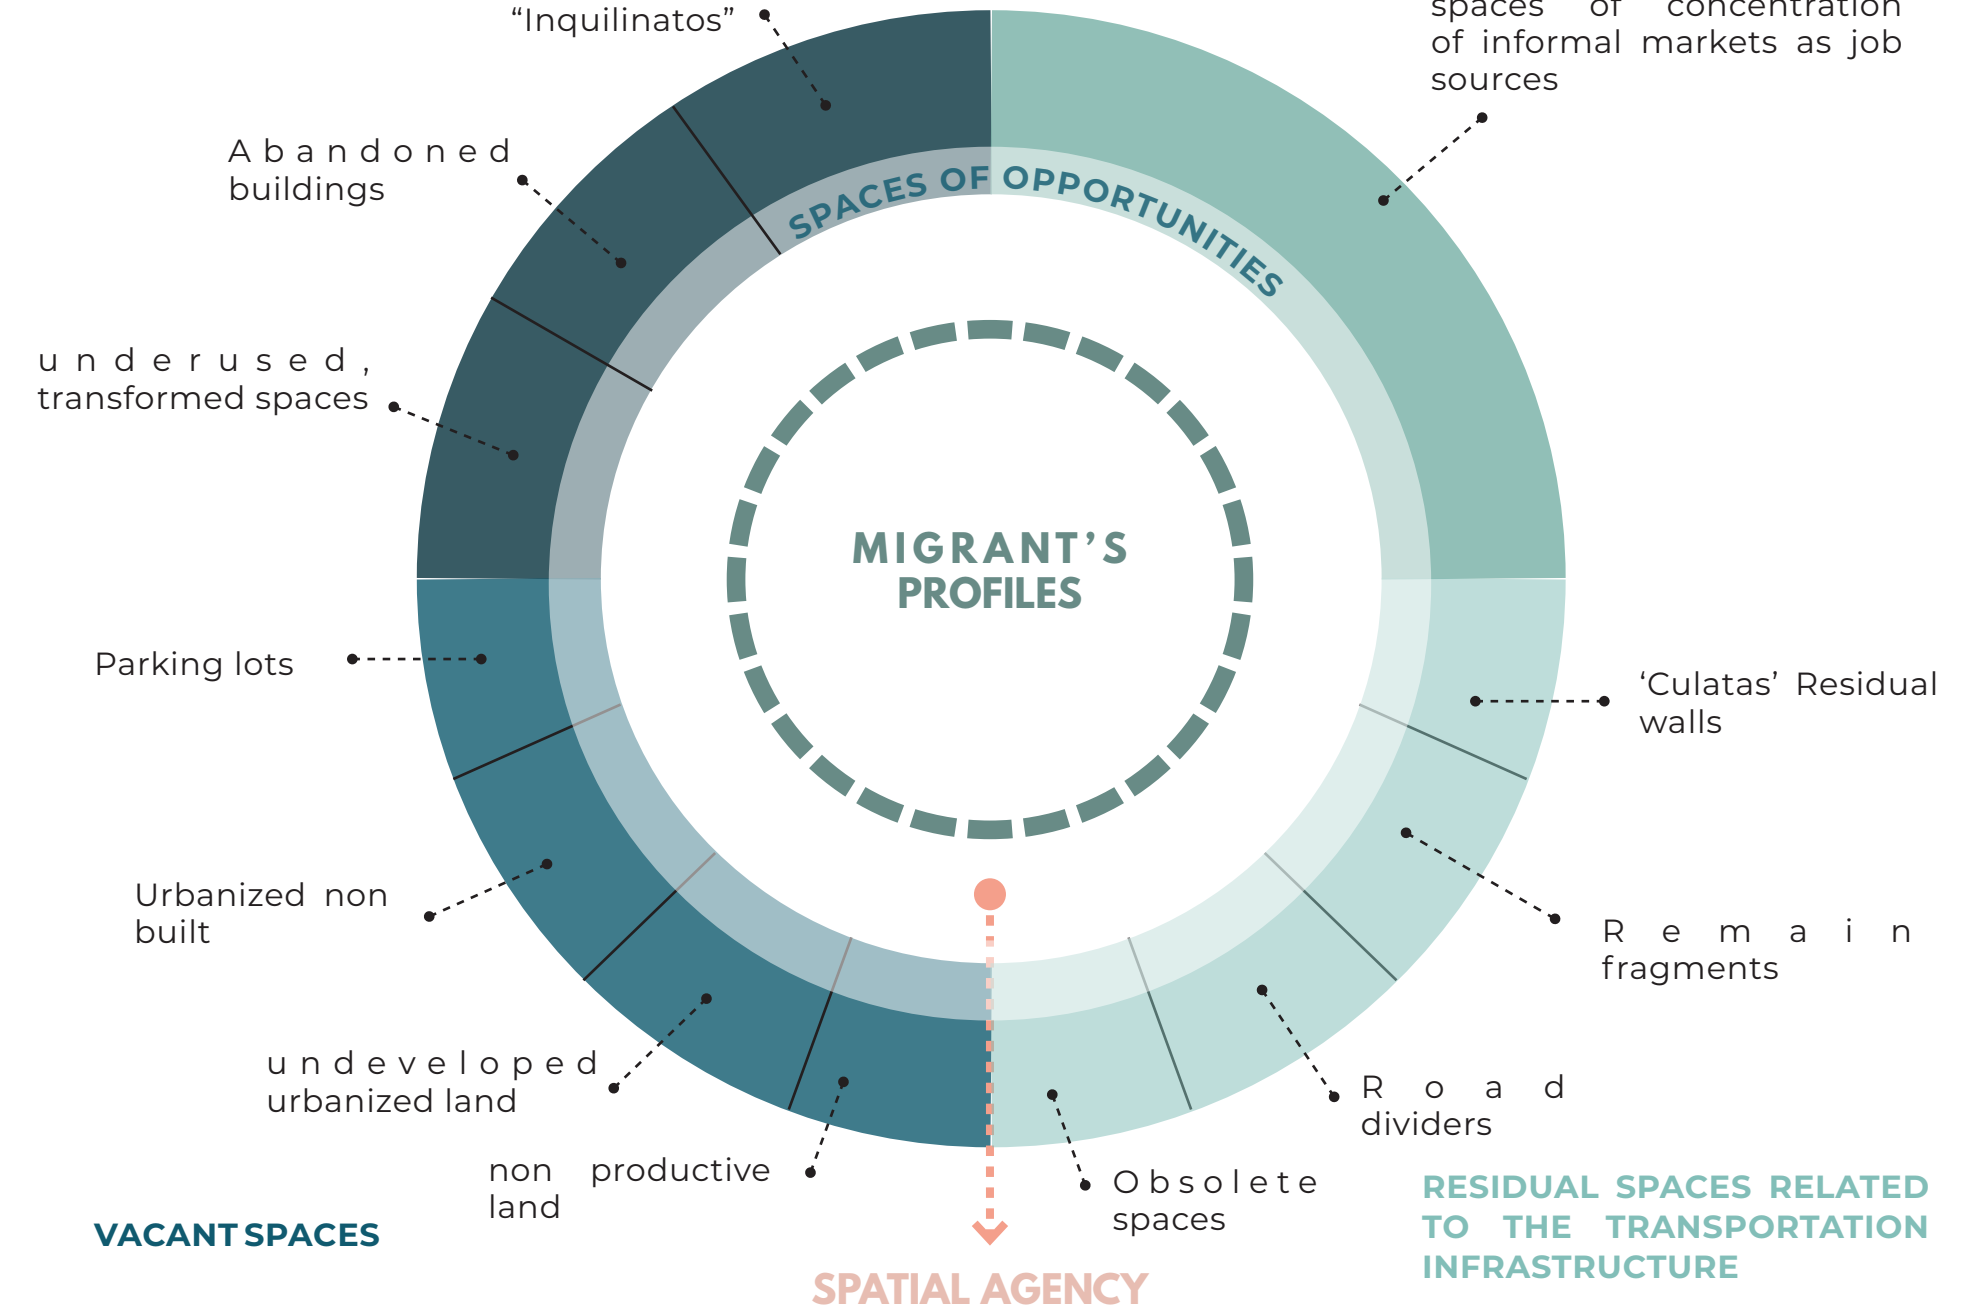 “Inquilinatos”
spaces of concentration
of informal markets as job
sources
Abandoned
buildings
SPACES OF OPPORTUNITIES
underused,
transformed spaces
MIGRANT’S
PROFILES
Parking lots
‘Culatas’ Residual
walls
Urbanized non
built
Remain
fragments
undeveloped
urbanized land
Road
dividers
non productive
land
Obsolete
spaces
VACANT SPACES
RESIDUAL SPACES RELATED
TO THE TRANSPORTATION
INFRASTRUCTURE
SPATIAL AGENCY